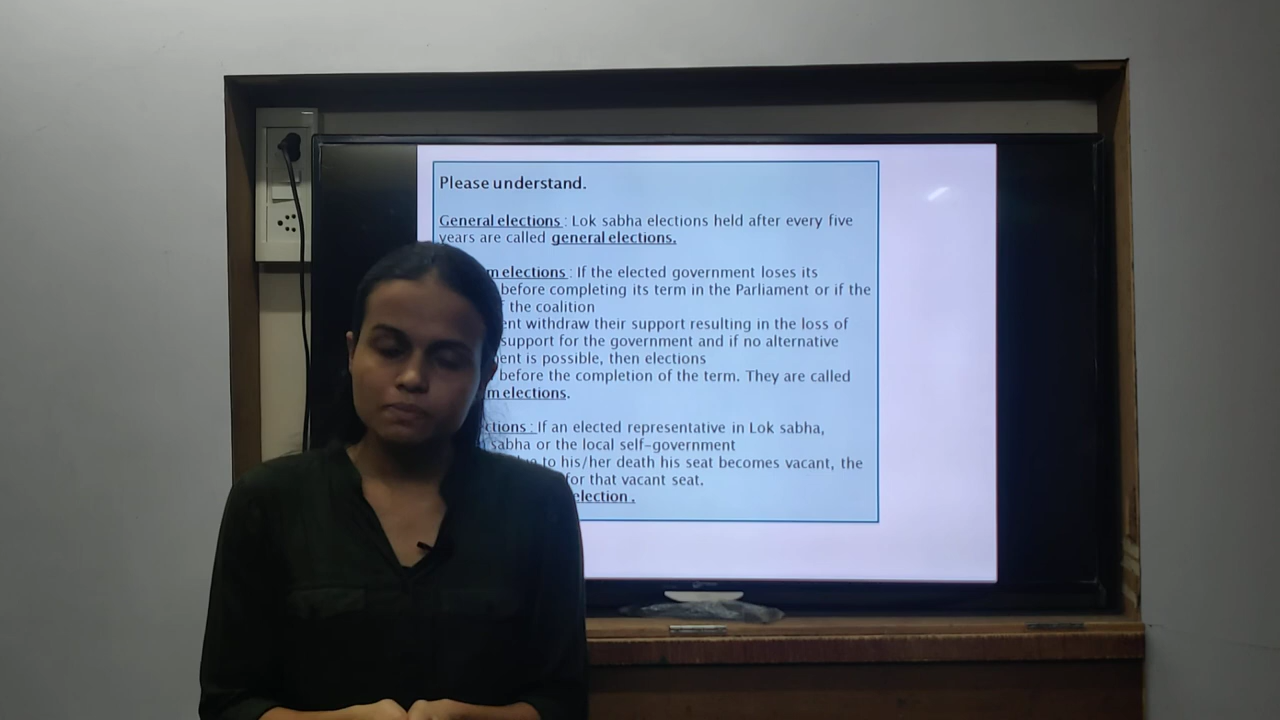 Please understand.
General elections : Lok sabha elections held after every five
years are called general elections.
elections : If the elected government loses its
before completing its term in the Parliament or if the
the coalition
withdraw their support resulting in the loss of
support for the government and if no alternative
is possible, then elections
before the completion of the term. They are called
elections.
If an elected representative in Lok sabha,
sabha or the local self-government
to his/her death his seat becomes vacant, the
for that vacant seat.
election .